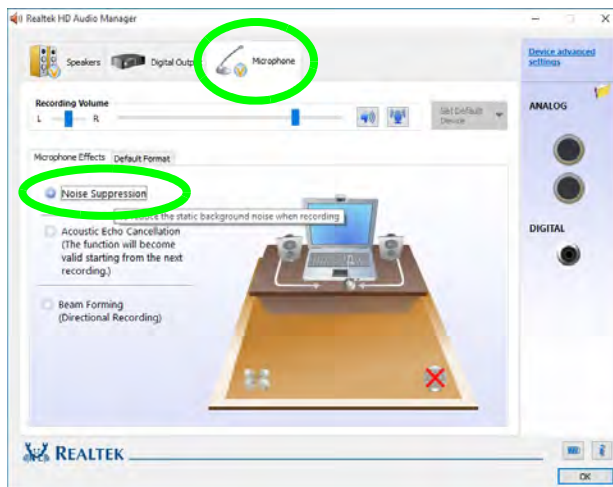 Realtek HD Audio Manager
Speakers
Digital Outpu
Microphone
Device advanced
settings
Recording Volume
L
R
Set Default
Device
ANALOG
Microphone Effects
Default Format
Noise Suppression
reduce the static background noise when recording
Acoustic Echo Cancellation
(The function will become
valid starting from the next
recording.)
Beam Forming
(Directional Recording)
DIGITAL
REALTEK
OK